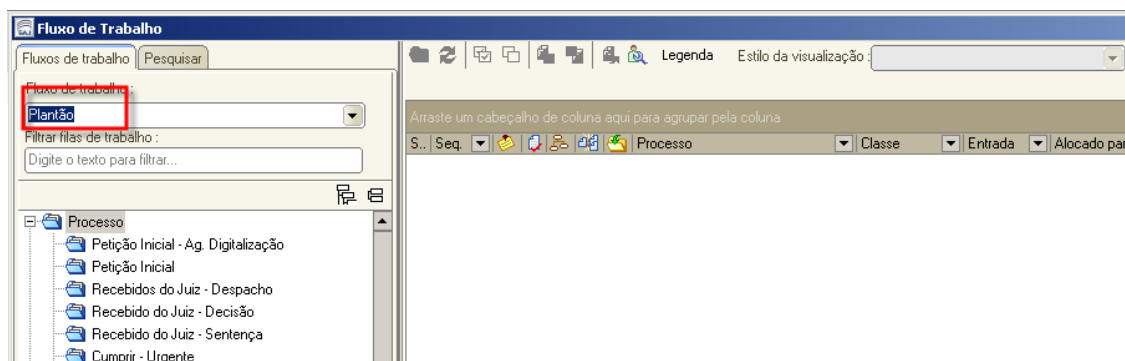 Fluxo de Trabalho
Fluxos de trabalho Pesquisar
Legenda Estilo da visualização :
Fluxo de trabalho :
Plantão
Arraste um cabeçalho de coluna aqui para agrupar pela coluna
Filtrar filas de trabalho :
S.. Seq. Processo Classe Entrada Alocado par
Digite o texto para filtrar...
Processo
Petição Inicial - Ag. Digitalização
Petição Inicial
Recebidos do Juiz - Despacho
Recebido do Juiz - Decisão
Recebido do Juiz - Sentença
Cumprir - Urgente